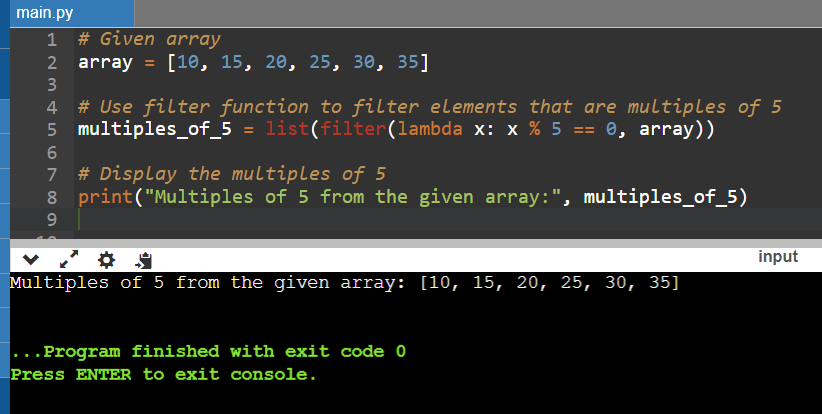 main.py
1 # Given array
2 array = [10, 15, 20, 25, 30, 35]
3
4 # Use filter function to filter elements that are multiples of 5
5 multiples_of_5 = list(filter(lambda x: x % 5 == 0, array))
6
7 # Display the multiples of 5
8 print("Multiples of 5 from the given array:", multiples_of_5)
9
input
Multiples of 5 from the given array: [10, 15, 20, 25, 30, 35]
...Program finished with exit code 0
Press ENTER to exit console.